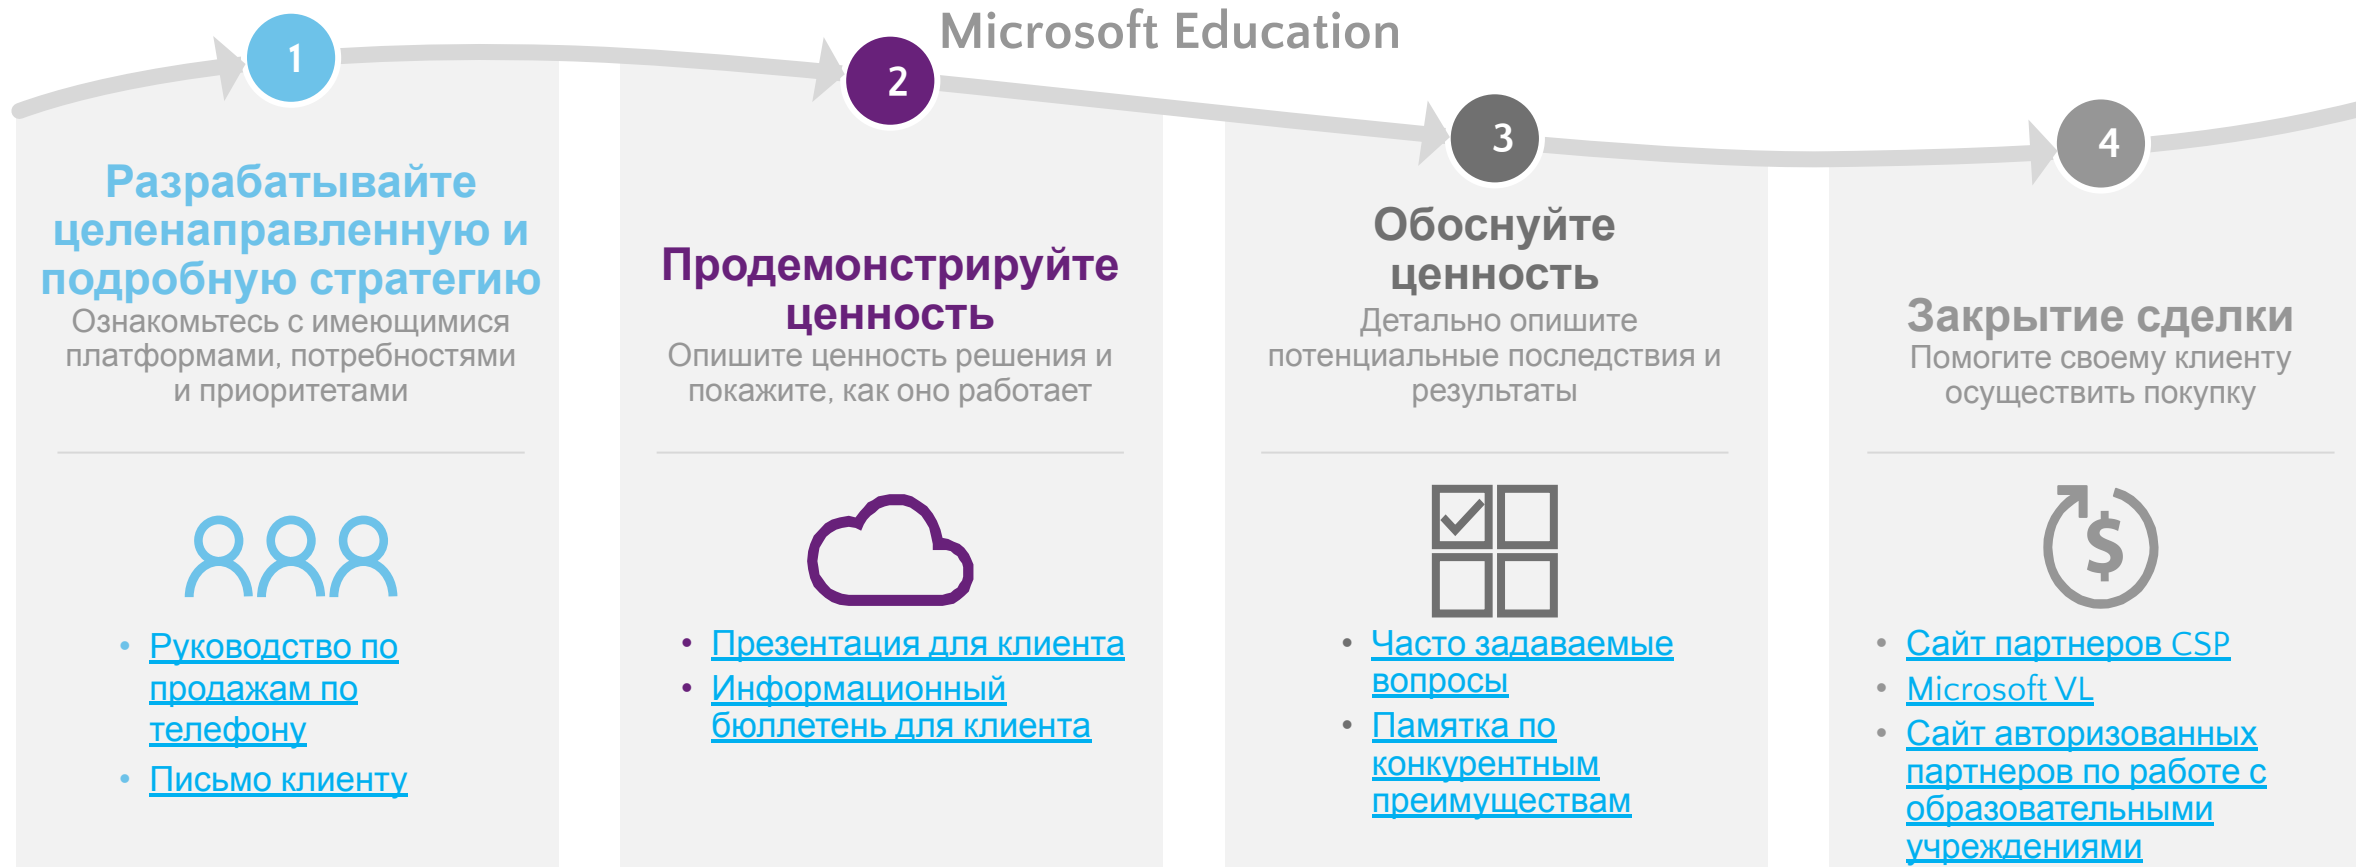 Microsoft Education
1
Разрабатывайте
целенаправленную и
подробную стратегию
Ознакомьтесь с имеющимися
платформами, потребностями
и приоритетами
• Руководство по
продажам по
телефону
• Письмо клиенту
2
Продемонстрируйте
ценность
Опишите ценность решения и
покажите, как оно работает
• Презентация для клиента
• Информационный
бюллетень для клиента
3
Обоснуйте
ценность
Детально опишите
потенциальные последствия и
результаты
• Часто задаваемые
вопросы
• Памятка по
конкурентным
преимуществам
4
Закрытие сделки
Помогите своему клиенту
осуществить покупку
$
• Сайт партнеров CSP
• Microsoft VL
• Сайт авторизованных
партнеров по работе с
образовательными
учреждениями